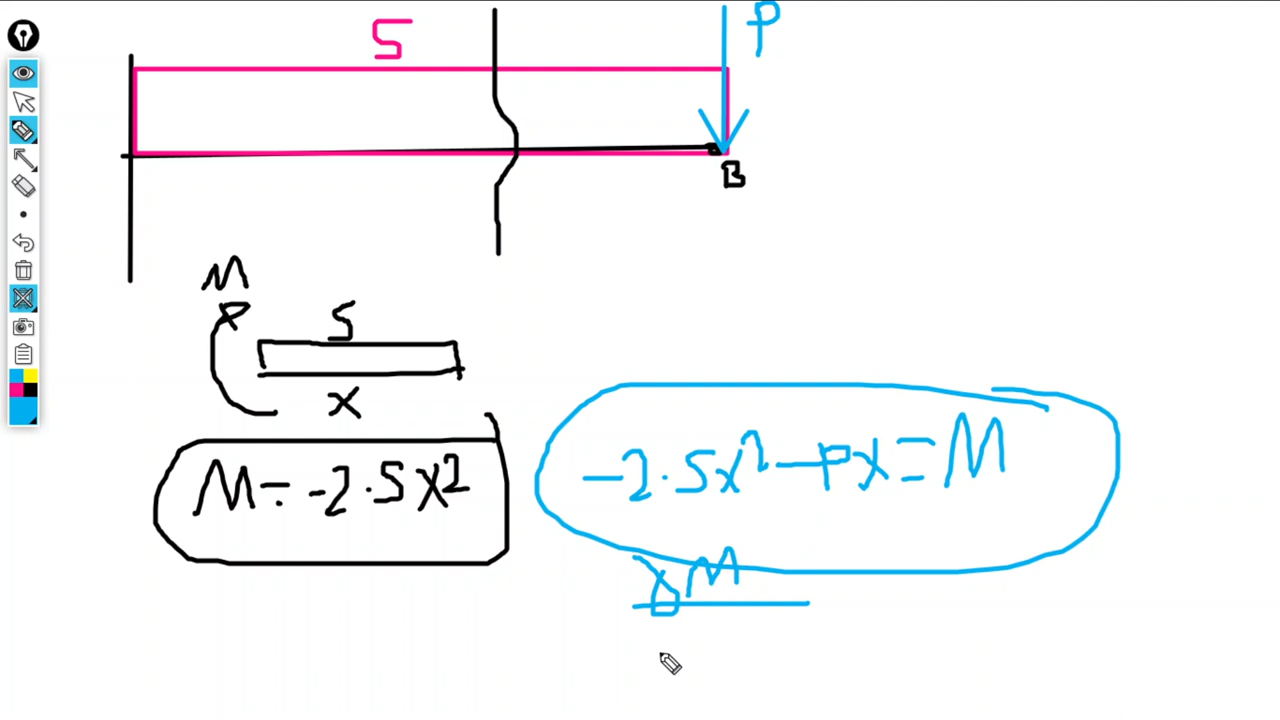 5
P
B
M
5
x
M = -2.5x²
-2.5x² - Px = M
∂M